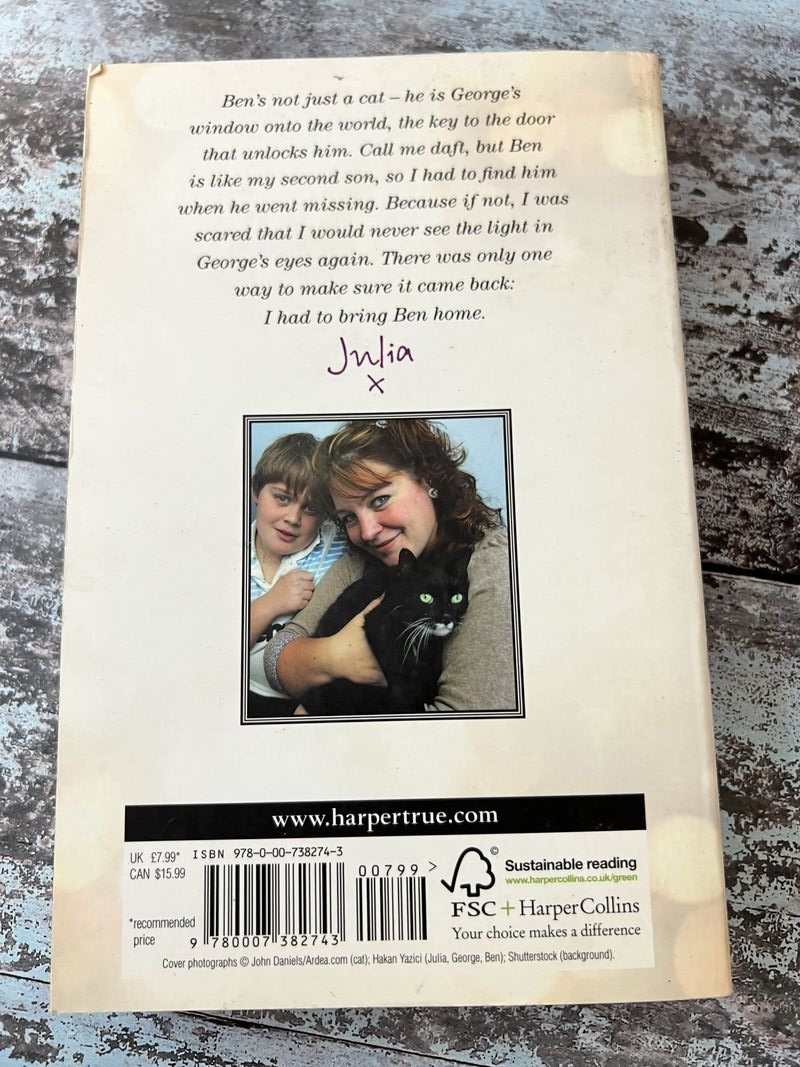 Ben's not just a cat – he is George's
window onto the world, the key to the door
that unlocks him. Call me daft, but Ben
is like my second son, so I had to find him
when he went missing. Because if not, I was
scared that I would never see the light in
George's eyes again. There was only one
way to make sure it came back:
I had to bring Ben home.
Julia
x
www.harpertrue.com
UK £7.99* ISBN 978-0-00-738274-3
CAN $15.99
00799 >
*recommended
price
9 780007 382743
© Sustainable reading
www.harpercollins.co.uk/green
FSC + HarperCollins
Your choice makes a difference
Cover photographs © John Daniels/Ardea.com (cat); Hakan Yazici (Julia, George, Ben); Shutterstock (background).